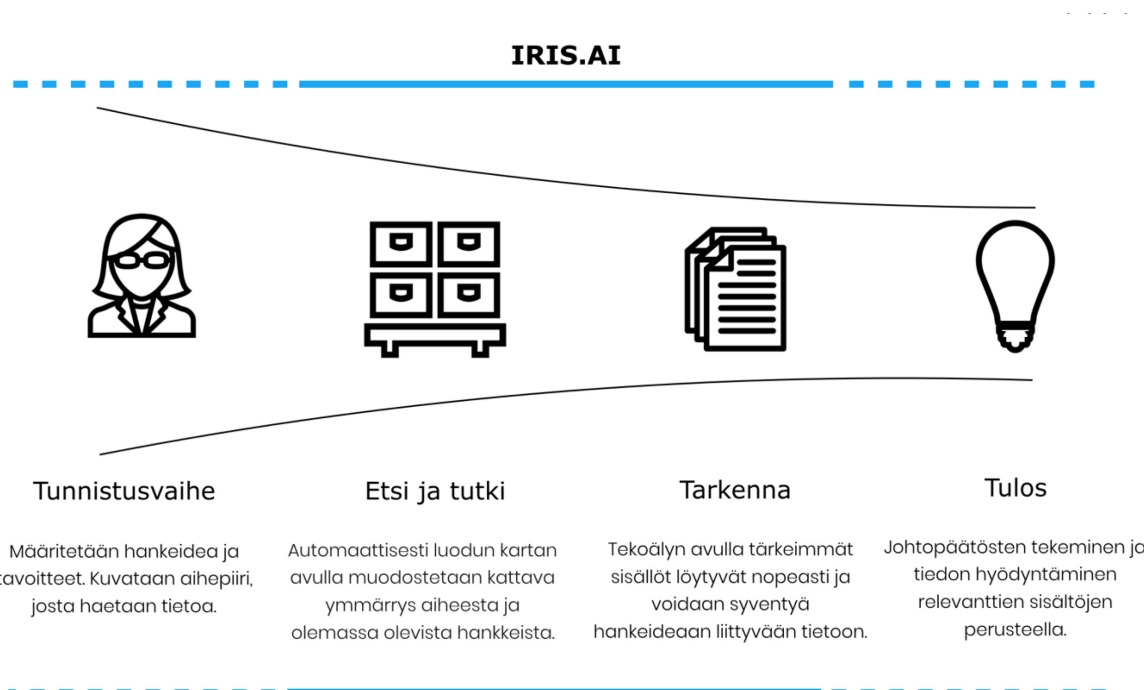 IRIS.AI
Tunnistusvaihe
Määritetään hankeidea ja
tavoitteet. Kuvataan aihepiiri,
josta haetaan tietoa.
Etsi ja tutki
Automaattisesti luodun kartan
avulla muodostetaan kattava
ymmärrys aiheesta ja
olemassa olevista hankkeista.
Tarkenna
Tekoälyn avulla tärkeimmät
sisällöt löytyvät nopeasti ja
voidaan syventyä
hankeideaan liittyvään tietoon.
Tulos
Johtopäätösten tekeminen ja
tiedon hyödyntäminen
relevanttien sisältöjen
perusteella.